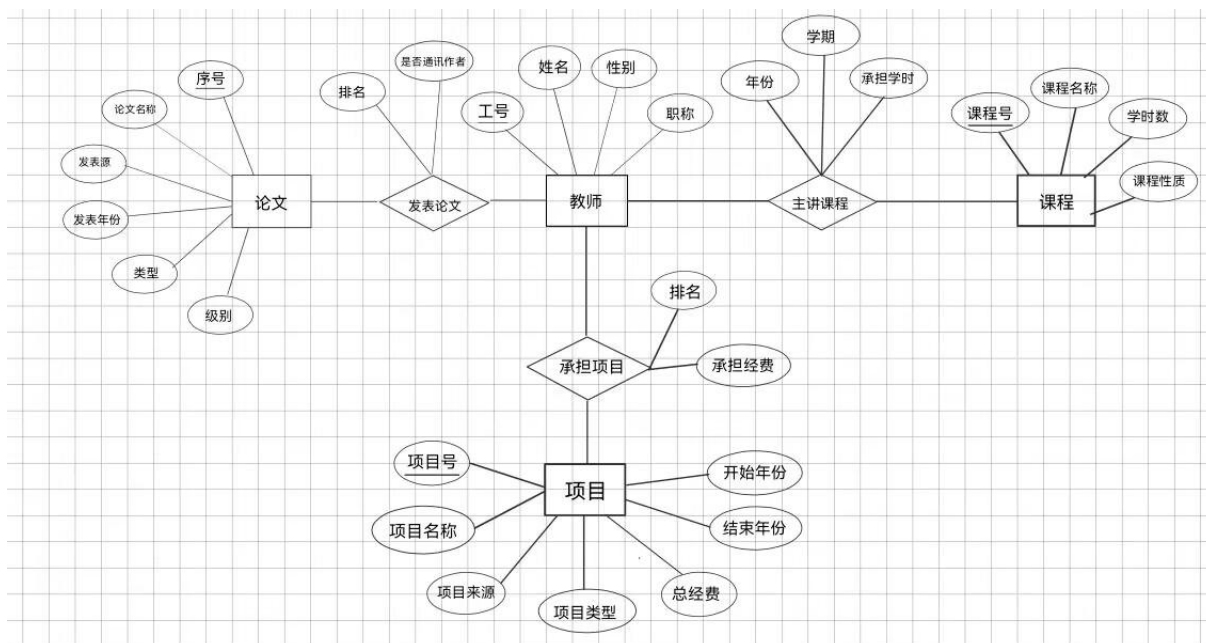 序号
论文名称
发表源
发表年份
类型
级别
论文
排名
是否通讯作者
发表论文
工号
姓名
性别
职称
教师
年份
学期
承担学时
主讲课程
课程号
课程名称
学时数
课程性质
课程
排名
承担项目
承担经费
项目号
项目名称
项目来源
项目类型
总经费
结束年份
开始年份
项目